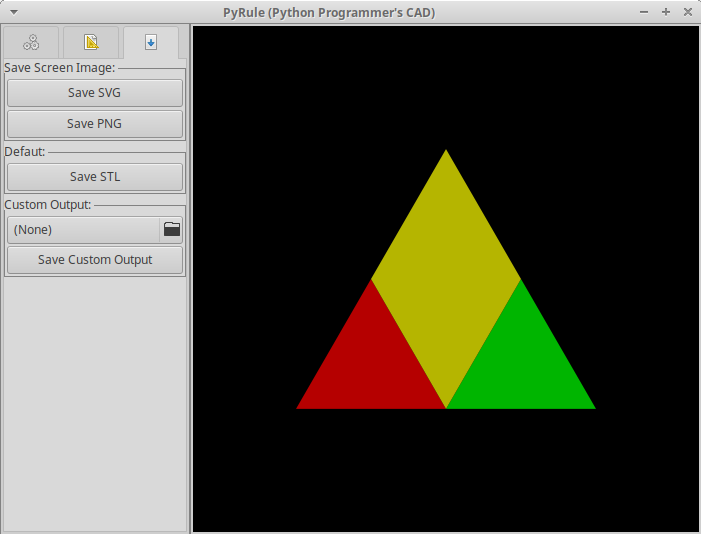 PyRule (Python Programmer's CAD)
Save Screen Image:
Save SVG
Save PNG
Defaut:
Save STL
Custom Output:
(None)
Save Custom Output